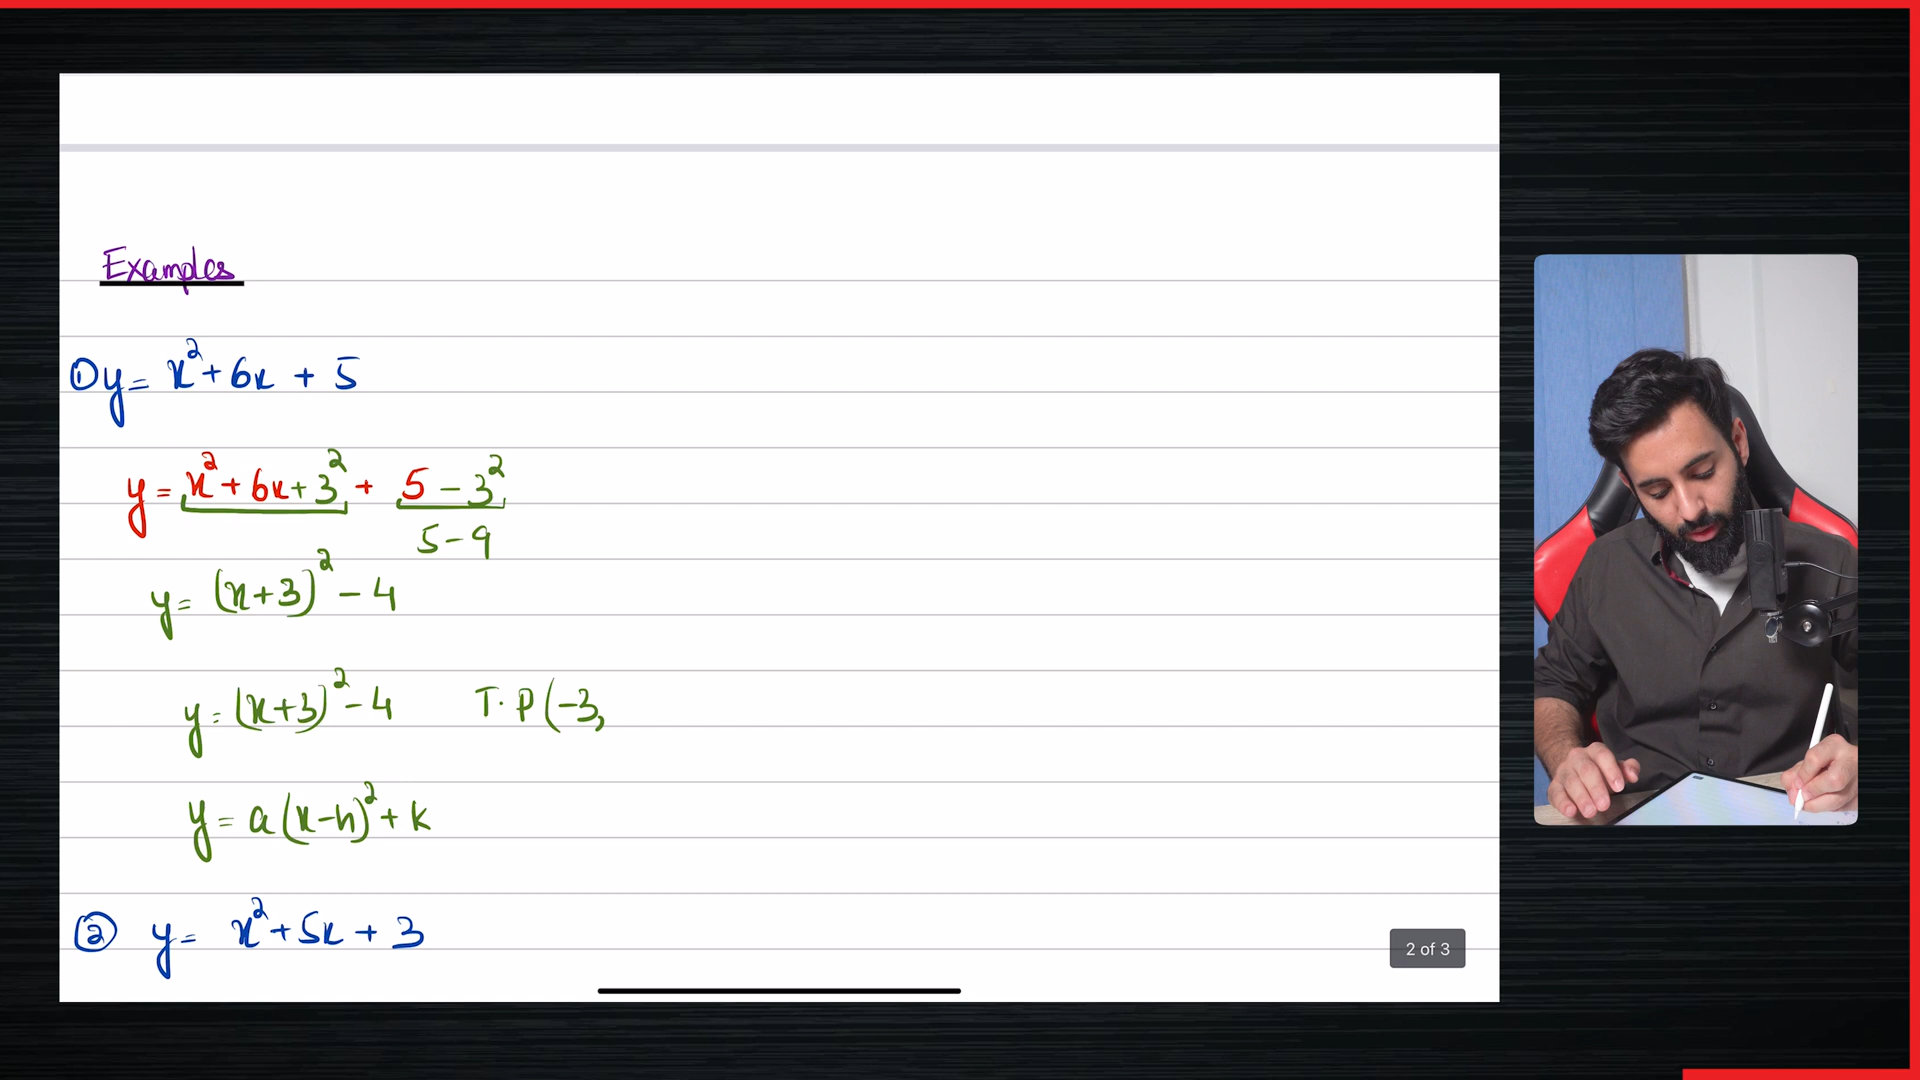 Examples
① y = x² + 6x + 5
y = x² + 6x + 3² + 5 - 3²
5 - 9
y = (x+3)² - 4
y = (x+3)² - 4 T.P (-3,
y = a(x-h)² + k
② y = x² + 5x + 3
2 of 3